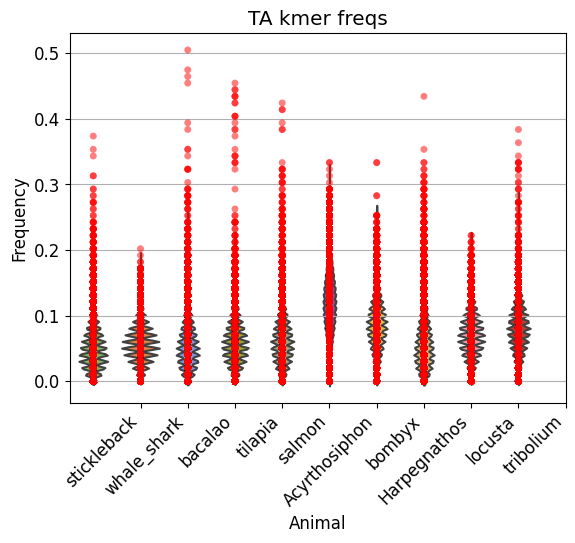 TA kmer freqs
Frequency
0.5
0.4
0.3
0.2
0.1
0.0
stickleback
whale_shark
bacalao
tilapia
salmon
Acyrthosiphon
bombyx
Harpegnathos
locusta
tribolium
Animal